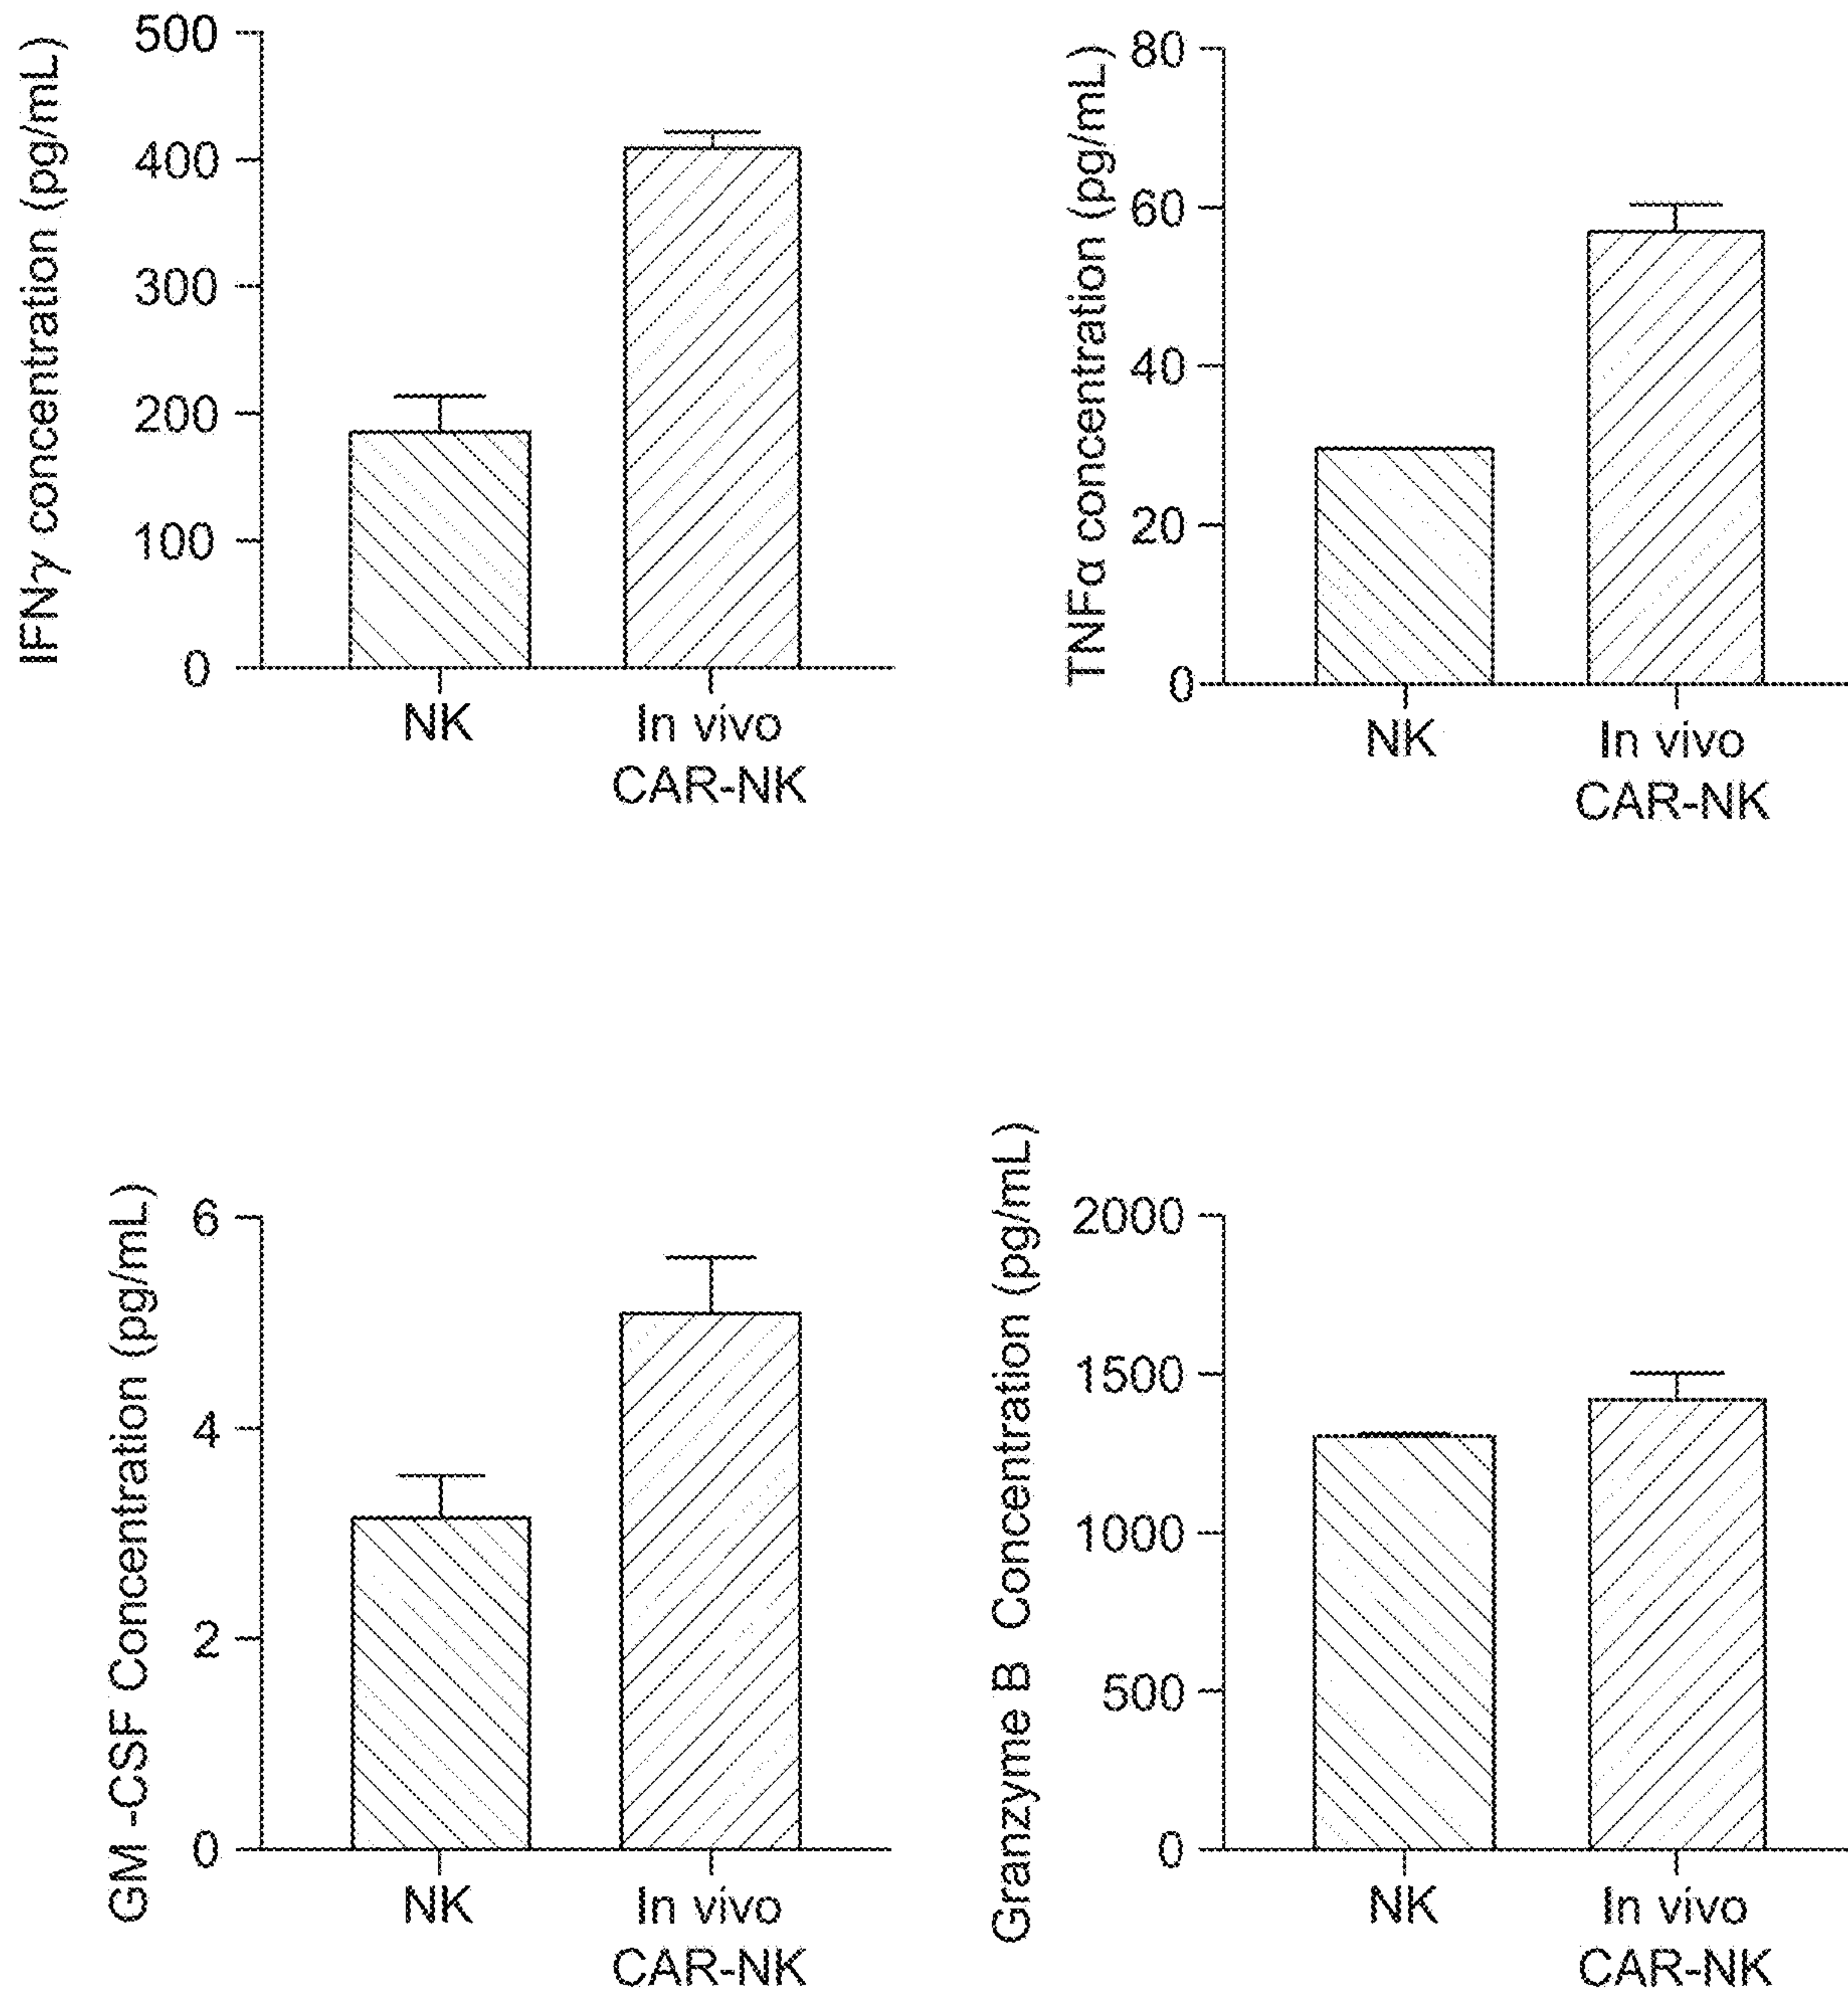 IFNγ concentration (pg/mL)
500
400
300
200
100
0
NK
In vivo
CAR-NK
TNFα concentration (pg/mL)
80
60
40
20
0
NK
In vivo
CAR-NK
GM -CSF Concentration (pg/mL)
6
4
2
0
NK
In vivo
CAR-NK
Granzyme B Concentration (pg/mL)
2000
1500
1000
500
0
NK
In vivo
CAR-NK